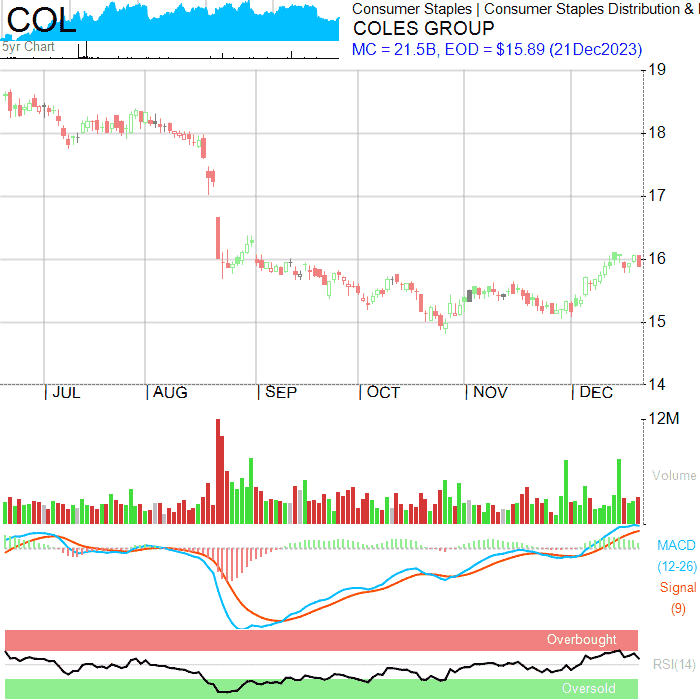 COL
5yr Chart
Consumer Staples | Consumer Staples Distribution &
COLES GROUP
MC = 21.5B, EOD = $15.89 (21Dec2023)
19
18
17
16
15
14
JUL AUG SEP OCT NOV DEC
12M
Volume
MACD
(12-26)
Signal
(9)
Overbought
RSI(14)
Oversold